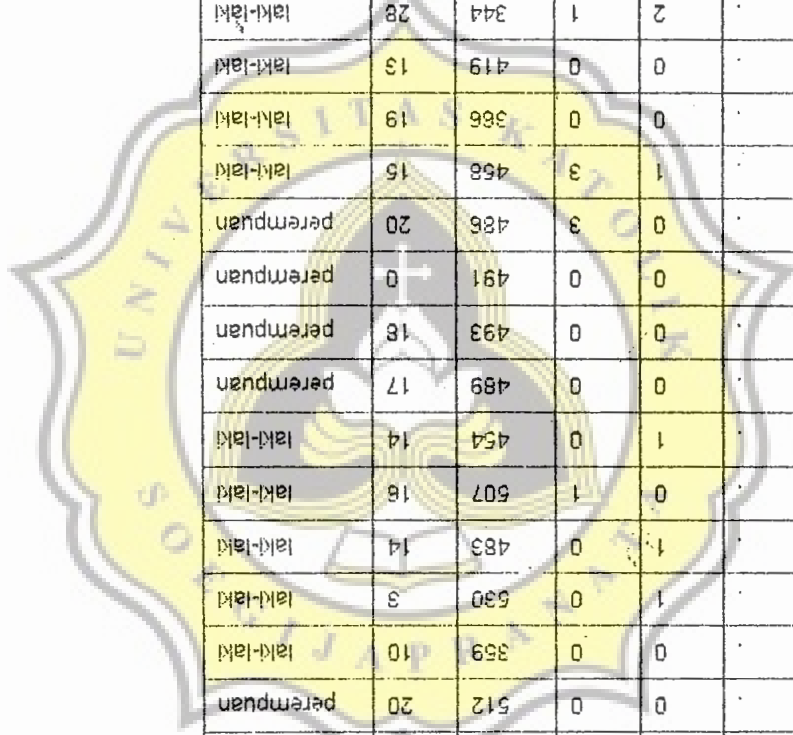 . 0 0 512 20 perempuan
. 0 0 359 10 laki-laki
. 1 0 530 3 laki-laki
. 1 0 483 14 laki-laki
. 0 1 507 16 laki-laki
. 1 0 454 14 laki-laki
. 0 0 489 17 perempuan
. 0 0 493 18 perempuan
. 0 0 491 0 perempuan
. 0 3 486 20 perempuan
. 1 3 458 15 laki-laki
. 0 0 366 19 laki-laki
. 0 0 419 13 laki-laki
. 2 1 344 28 laki-laki
UNIVERSITAS KATOLIK
SOEGIJAPRANATA